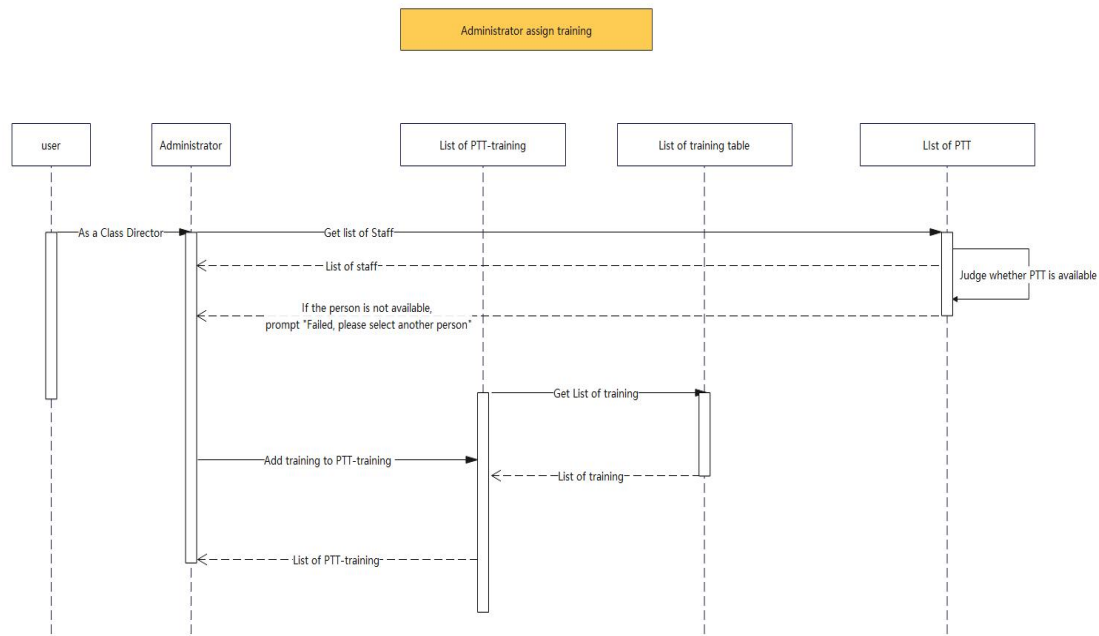 Administrator assign training
user
Administrator
List of PTT-training
List of training table
LIst of PTT
As a Class Director
Get list of Staff
List of staff
Judge whether PTT is available
If the person is not available,
prompt "Failed, please select another person"
Get List of training
Add training to PTT-training
List of training
List of PTT-training